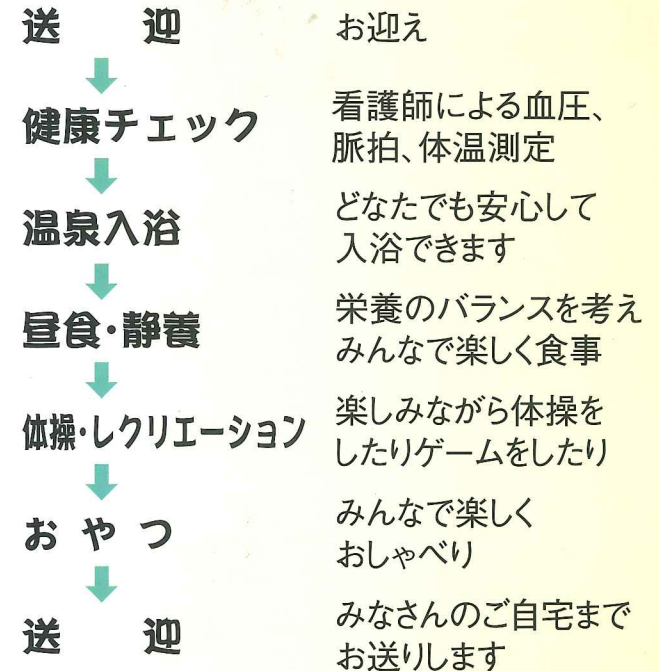 送 迎
お迎え
健康チェック
看護師による血圧、
脈拍、体温測定
温泉入浴
どなたでも安心して
入浴できます
昼食・静養
栄養のバランスを考え
みんなで楽しく食事
体操・レクリエーション
楽しみながら体操を
したりゲームをしたり
おやつ
みんなで楽しく
おしゃべり
送 迎
みなさんのご自宅まで
お送りします